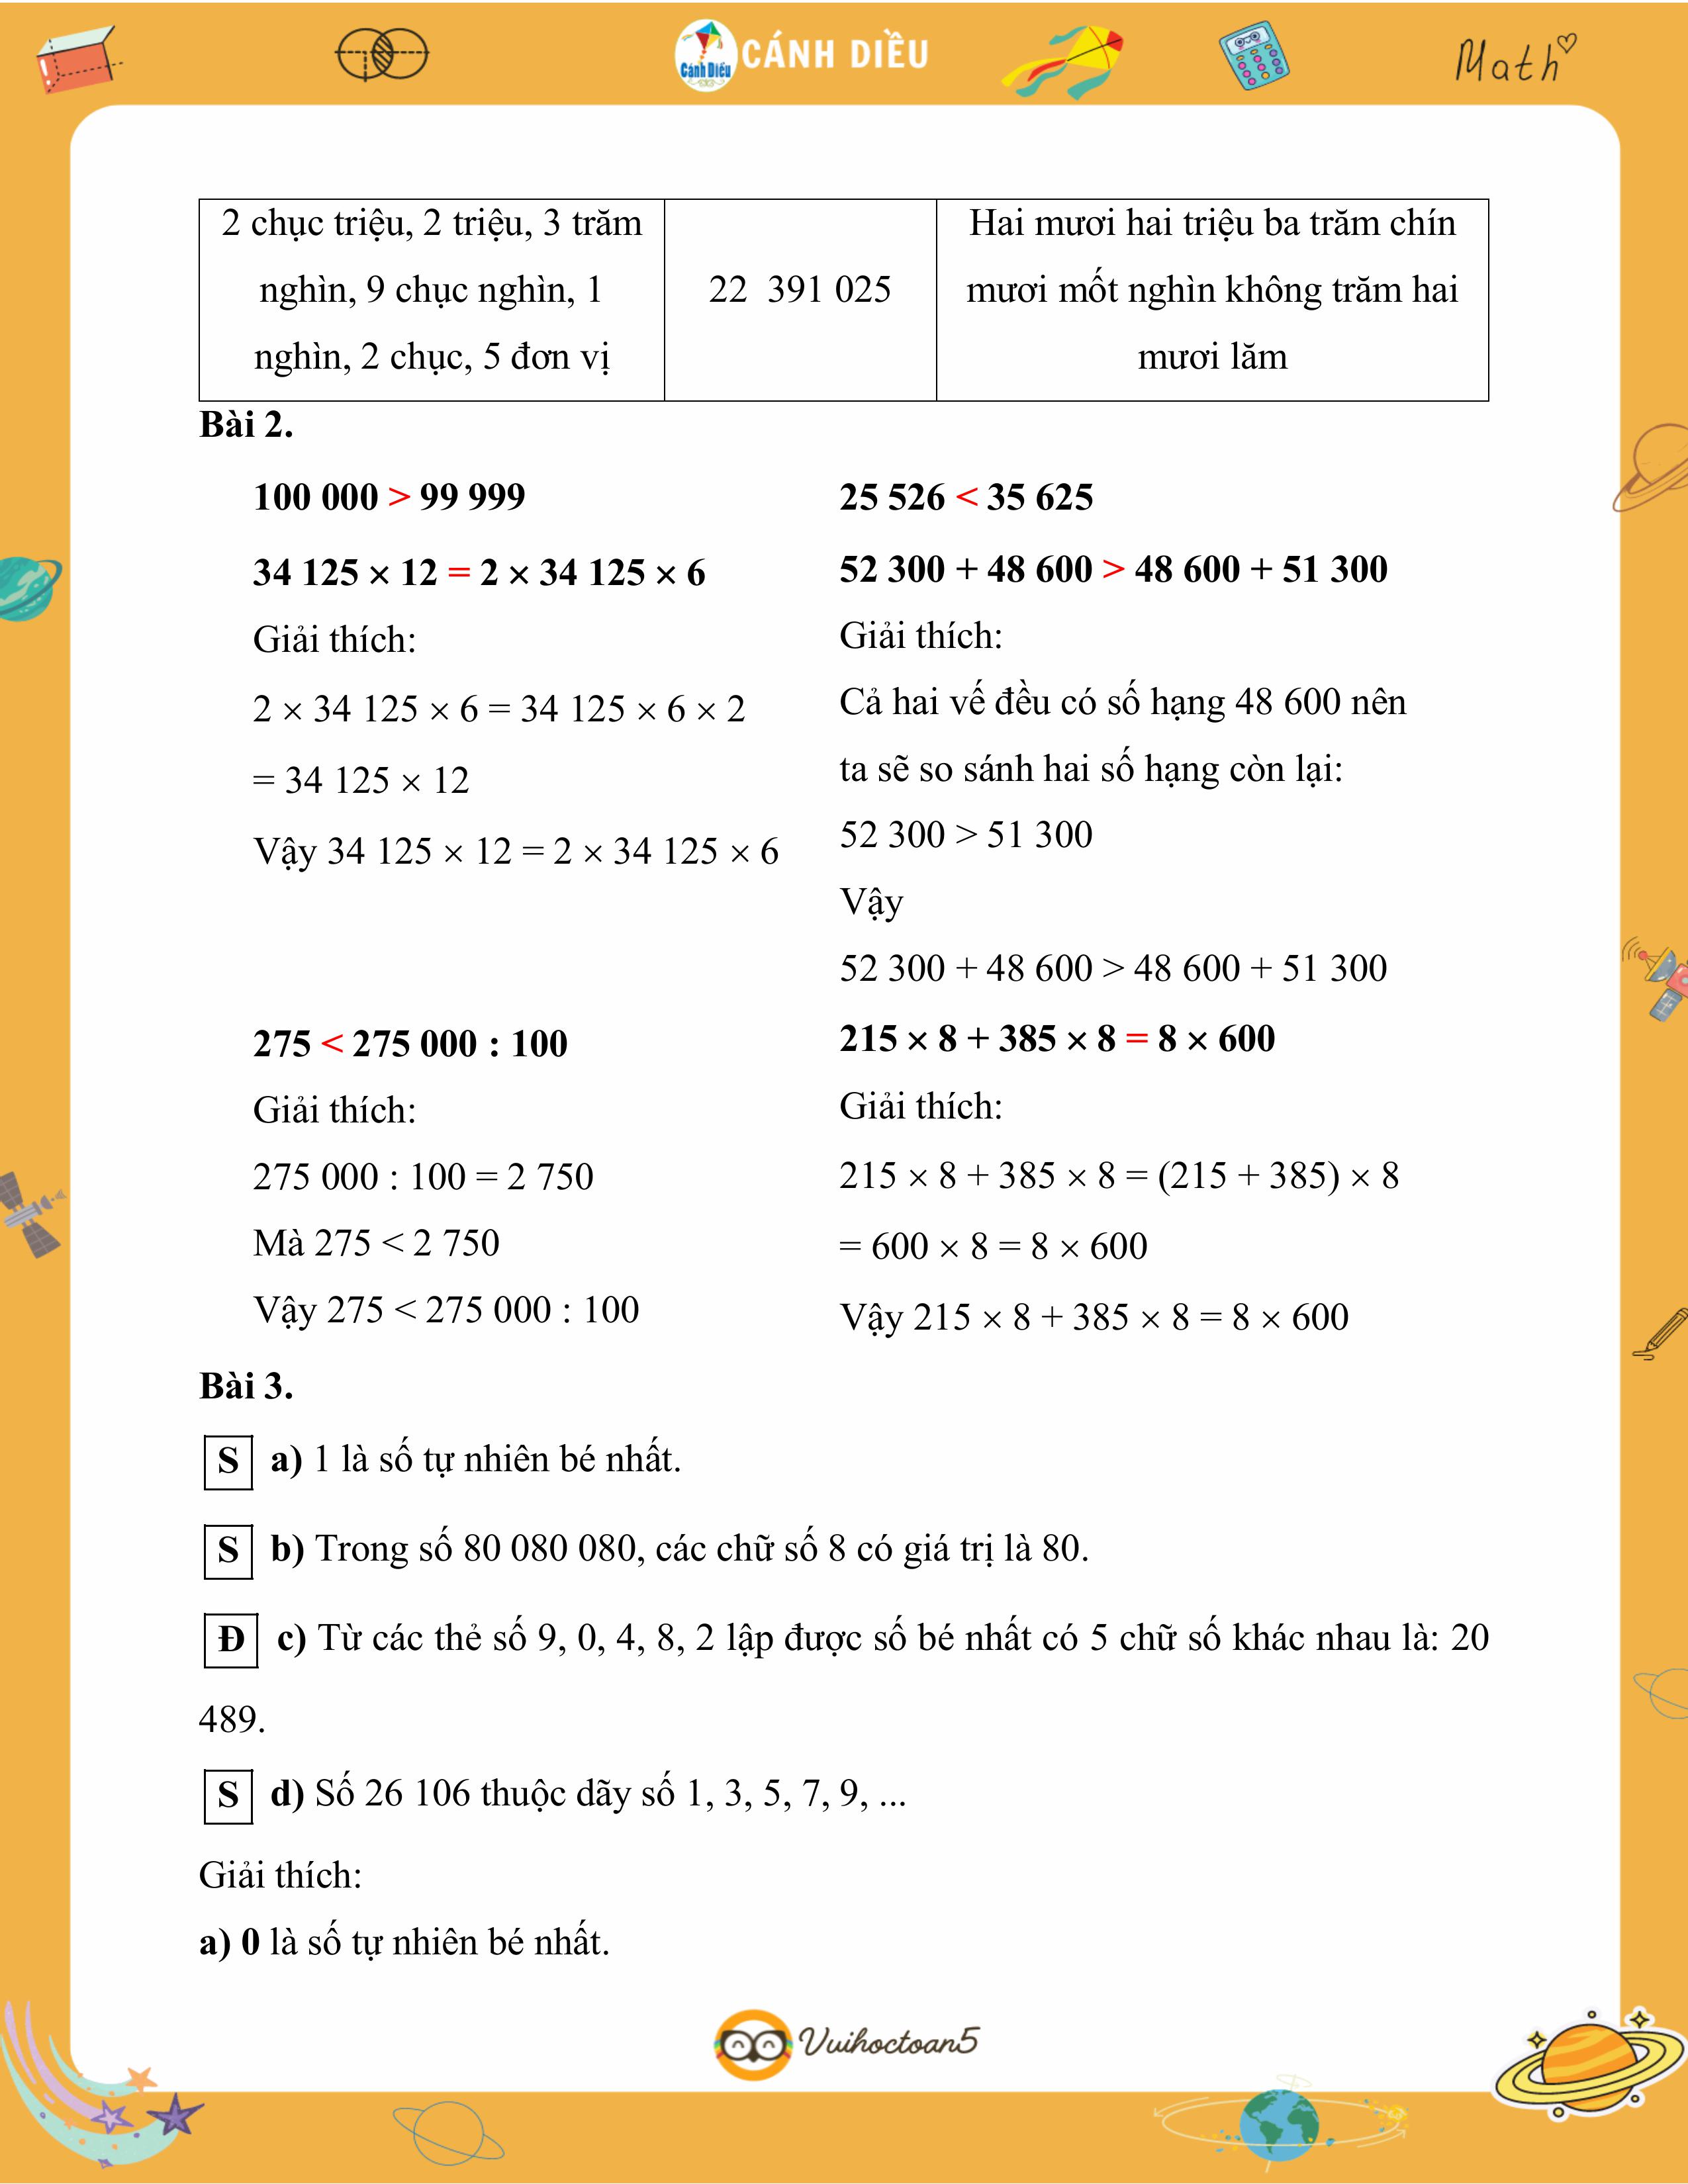 Cánh Diều
CÁNH DIỀU
Math
2 chục triệu, 2 triệu, 3 trăm
nghìn, 9 chục nghìn, 1
nghìn, 2 chục, 5 đơn vị
22 391 025
Hai mươi hai triệu ba trăm chín
mươi mốt nghìn không trăm hai
mươi lăm
Bài 2.
100 000 > 99 999
34 125 × 12 = 2 × 34 125 × 6
Giải thích:
2 × 34 125 × 6 = 34 125 × 6 × 2
= 34 125 × 12
Vậy 34 125 × 12 = 2 × 34 125 × 6
25 526 < 35 625
52 300 + 48 600 > 48 600 + 51 300
Giải thích:
Cả hai vế đều có số hạng 48 600 nên
ta sẽ so sánh hai số hạng còn lại:
52 300 > 51 300
Vậy
52 300 + 48 600 > 48 600 + 51 300
275 < 275 000 : 100
Giải thích:
275 000 : 100 = 2 750
Mà 275 < 2 750
Vậy 275 < 275 000 : 100
215 × 8 + 385 × 8 = 8 × 600
Giải thích:
215 × 8 + 385 × 8 = (215 + 385) × 8
= 600 × 8 = 8 × 600
Vậy 215 × 8 + 385 × 8 = 8 × 600
Bài 3.
S a) 1 là số tự nhiên bé nhất.
S b) Trong số 80 080 080, các chữ số 8 có giá trị là 80.
Đ c) Từ các thẻ số 9, 0, 4, 8, 2 lập được số bé nhất có 5 chữ số khác nhau là: 20
489.
S d) Số 26 106 thuộc dãy số 1, 3, 5, 7, 9, ...
Giải thích:
a) 0 là số tự nhiên bé nhất.
Vuihoctoan5